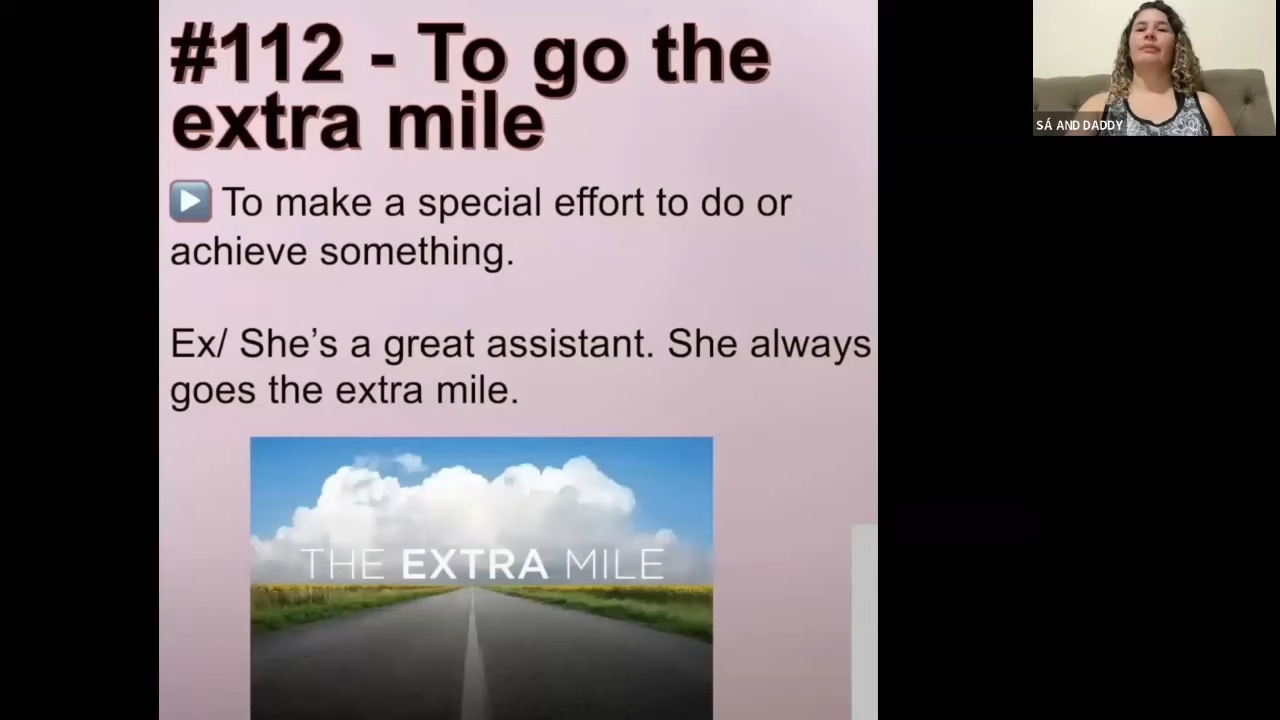 #112 - To go the
extra mile
To make a special effort to do or
achieve something.
Ex/ She’s a great assistant. She always
goes the extra mile.
THE EXTRA MILE
SÁ AND DADDY